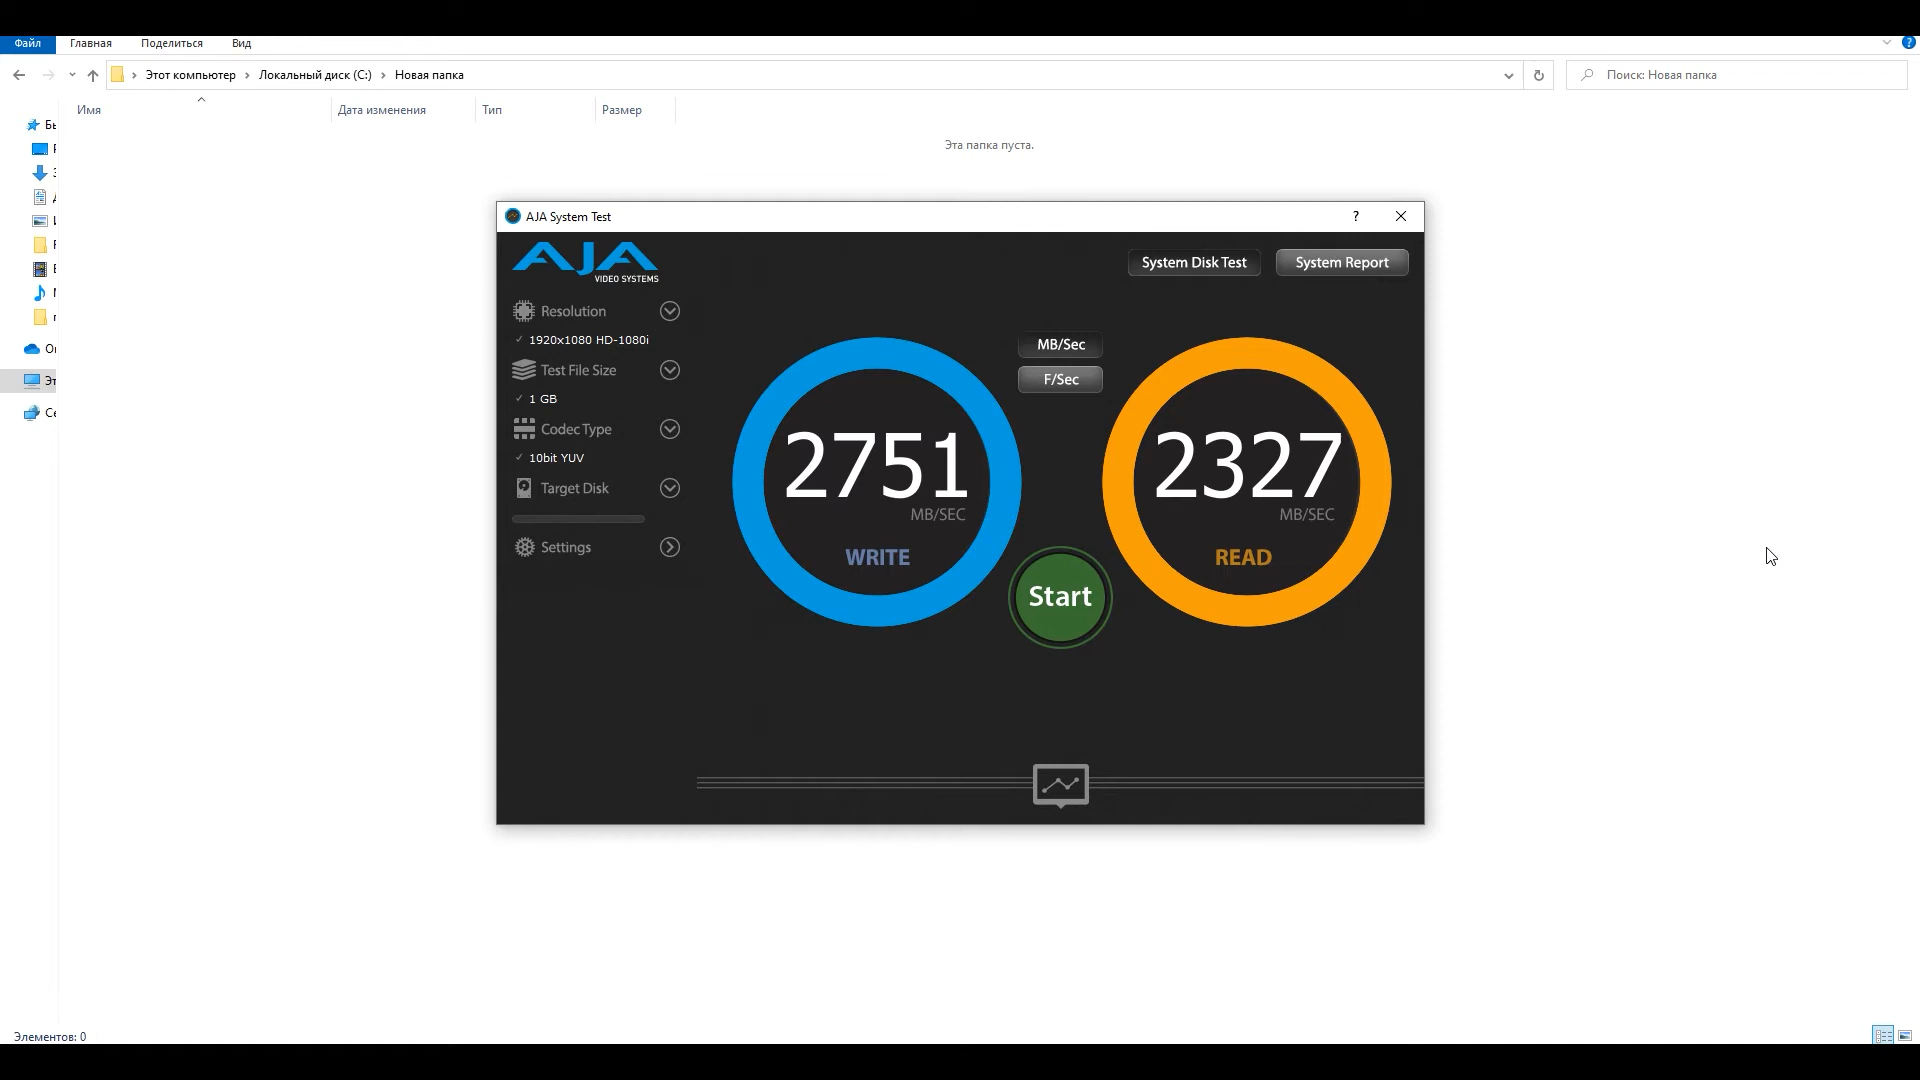 Файл Главная Поделиться Вид
Этот компьютер Локальный диск (C:) Новая папка
Поиск: Новая папка
Имя Дата изменения Тип Размер
Эта папка пуста.
AJA System Test
AJA
VIDEO SYSTEMS
System Disk Test System Report
Resolution
1920x1080 HD-1080i
Test File Size
1 GB
Codec Type
10bit YUV
Target Disk
Settings
MB/Sec
F/Sec
2751
MB/SEC
WRITE
2327
MB/SEC
READ
Start
Элементов: 0